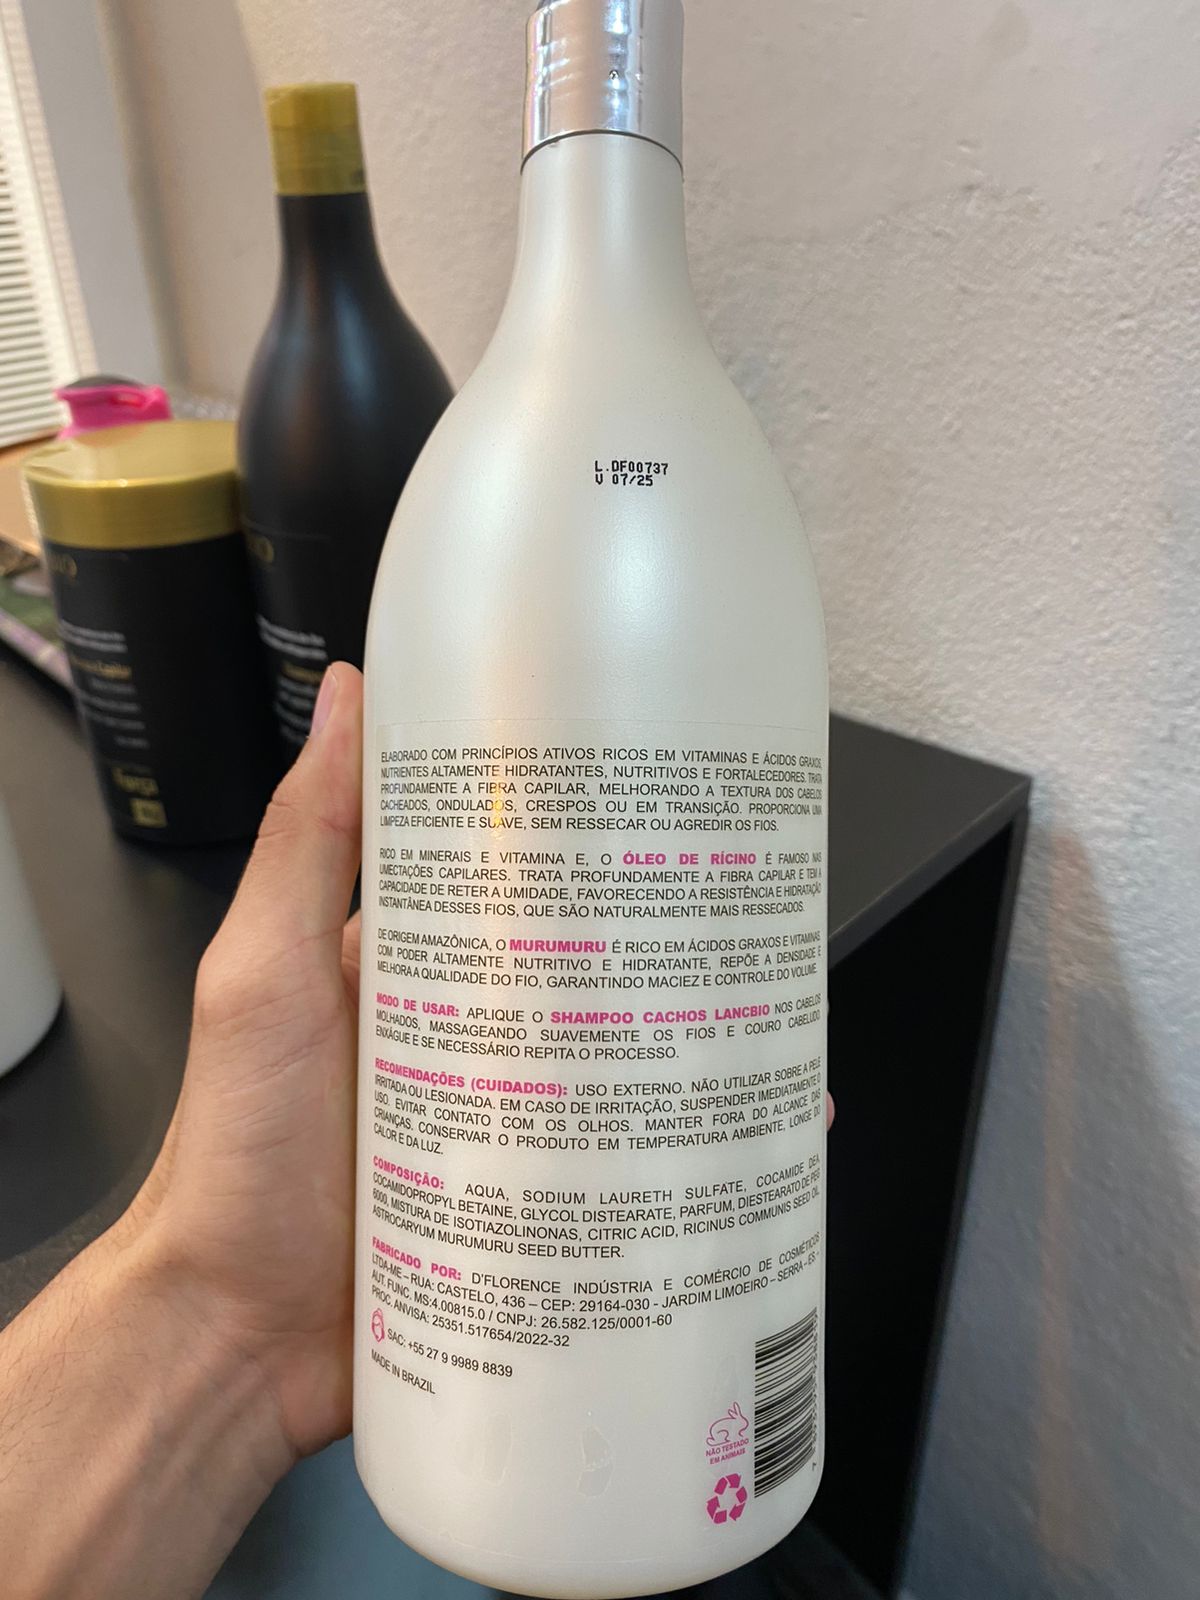 L.DF00737
V 07/25
ELABORADO COM PRINCÍPIOS ATIVOS RICOS EM VITAMINAS E ÁCIDOS GRAXOS,
NUTRIENTES ALTAMENTE HIDRATANTES, NUTRITIVOS E FORTALECEDORES. TRATA
PROFUNDAMENTE A FIBRA CAPILAR, MELHORANDO A TEXTURA DOS CABELOS
CACHEADOS, ONDULADOS, CRESPOS OU EM TRANSIÇÃO. PROPORCIONA UMA
LIMPEZA EFICIENTE E SUAVE, SEM RESSECAR OU AGREDIR OS FIOS.
RICO EM MINERAIS E VITAMINA E, O ÓLEO DE RÍCINO É FAMOSO NAS
UMECTAÇÕES CAPILARES. TRATA PROFUNDAMENTE A FIBRA CAPILAR E TEM A
CAPACIDADE DE RETER A UMIDADE, FAVORECENDO A RESISTÊNCIA E HIDRATAÇÃO
INSTANTÂNEA DESSES FIOS, QUE SÃO NATURALMENTE MAIS RESSECADOS.
DE ORIGEM AMAZÔNICA, O MURUMURU É RICO EM ÁCIDOS GRAXOS E VITAMINAS
COM PODER ALTAMENTE NUTRITIVO E HIDRATANTE, REPÕE A DENSIDADE E
MELHORA A QUALIDADE DO FIO, GARANTINDO MACIEZ E CONTROLE DO VOLUME.
MODO DE USAR: APLIQUE O SHAMPOO CACHOS LANCBIO NOS CABELOS
MOLHADOS, MASSAGEANDO SUAVEMENTE OS FIOS E COURO CABELUDO.
ENXÁGUE E SE NECESSÁRIO REPITA O PROCESSO.
RECOMENDAÇÕES (CUIDADOS): USO EXTERNO. NÃO UTILIZAR SOBRE A PELE
IRRITADA OU LESIONADA. EM CASO DE IRRITAÇÃO, SUSPENDER IMEDIATAMENTE O
USO. EVITAR CONTATO COM OS OLHOS. MANTER FORA DO ALCANCE DAS
CRIANÇAS. CONSERVAR O PRODUTO EM TEMPERATURA AMBIENTE, LONGE DO
CALOR E DA LUZ.
COMPOSIÇÃO: AQUA, SODIUM LAURETH SULFATE, COCAMIDE DEA,
COCAMIDOPROPYL BETAINE, GLYCOL DISTEARATE, PARFUM, DIESTEARATO DE PEG
6000, MISTURA DE ISOTIAZOLINONAS, CITRIC ACID, RICINUS COMMUNIS SEED OIL,
ASTROCARYUM MURUMURU SEED BUTTER.
FABRICADO POR: D'FLORENCE INDÚSTRIA E COMÉRCIO DE COSMÉTICOS
LTDA-ME – RUA: CASTELO, 436 – CEP: 29164-030 - JARDIM LIMOEIRO – SERRA – ES –
AUT. FUNC. MS:4.00815.0 / CNPJ: 26.582.125/0001-60
PROC. ANVISA: 25351.517654/2022-32
SAC: +55 27 9 9989 8839
MADE IN BRAZIL
NÃO TESTADO
EM ANIMAIS
Força